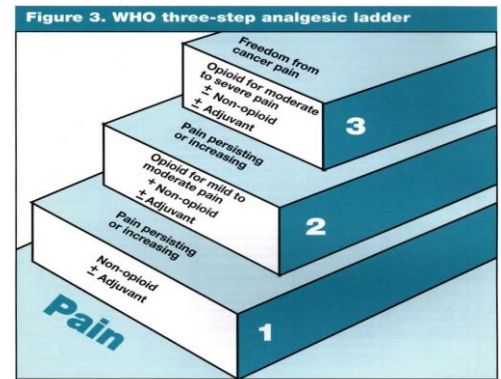 Figure 3. WHO three-step analgesic ladder
Freedom from
cancer pain
Opioid for moderate
to severe pain
± Non-opioid
± Adjuvant
3
Pain persisting
or increasing
Opioid for mild to
moderate pain
+ Non-opioid
± Adjuvant
2
Pain persisting
or increasing
Non-opioid
± Adjuvant
1
Pain